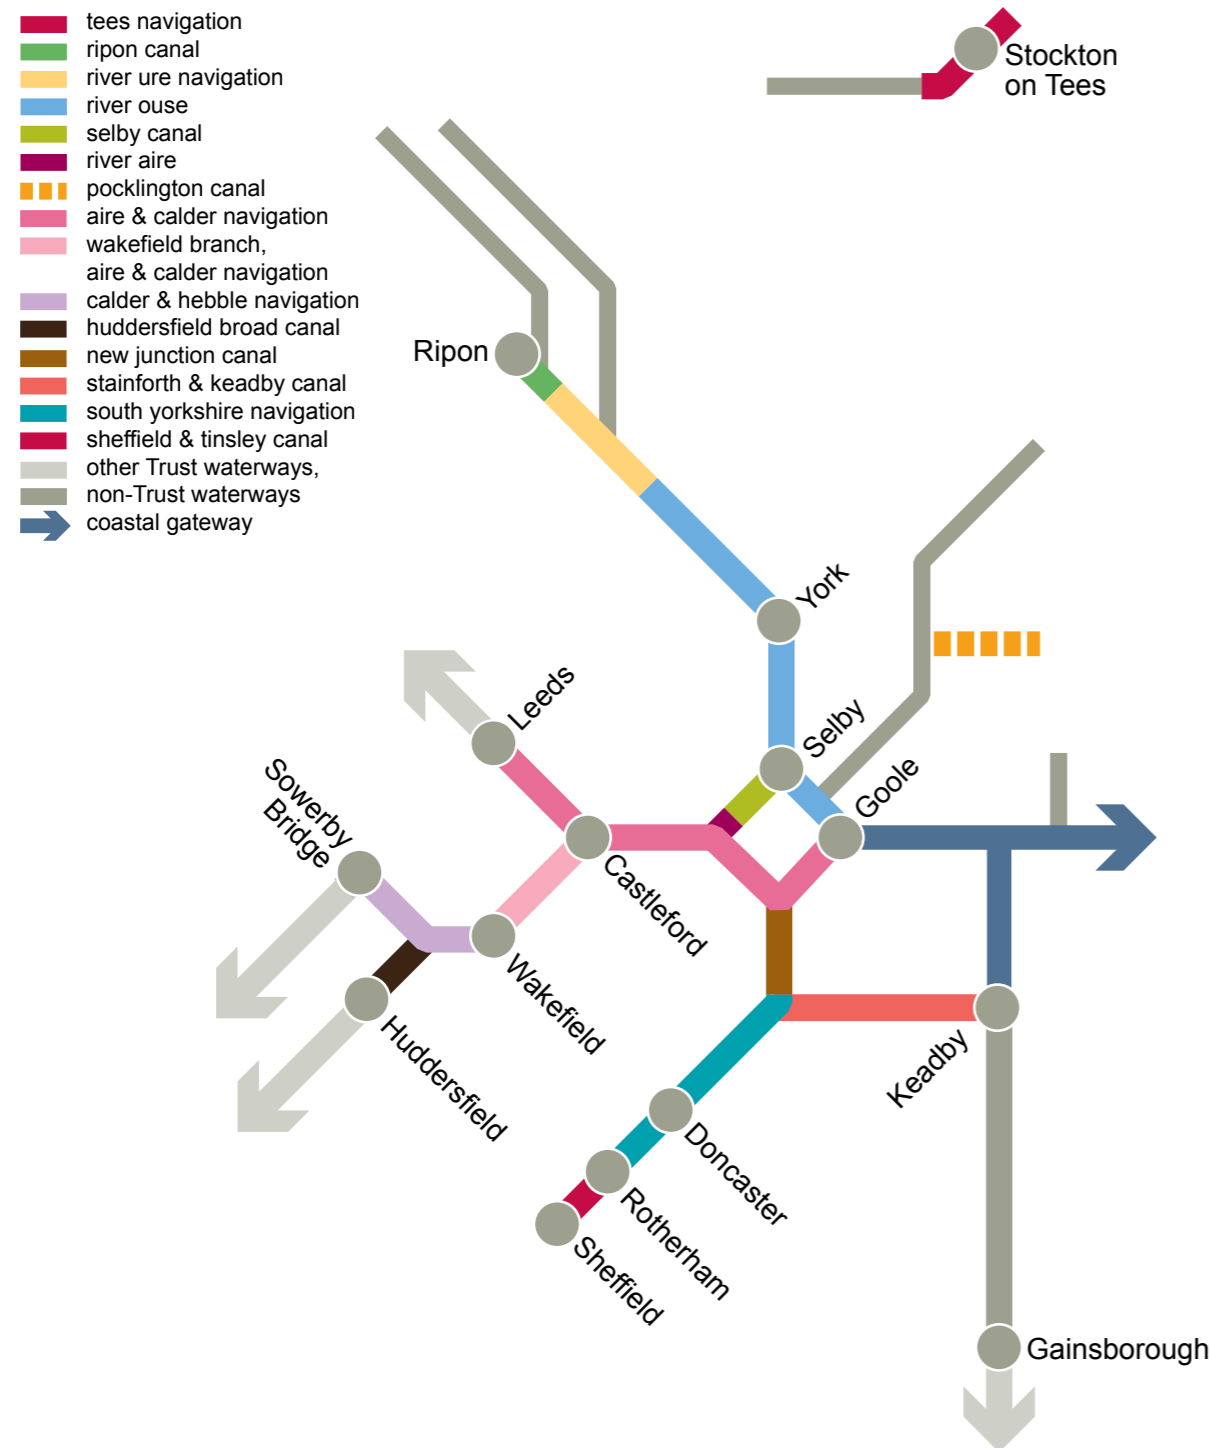 tees navigation
ripon canal
river ure navigation
river ouse
selby canal
river aire
pocklington canal
aire & calder navigation
wakefield branch,
aire & calder navigation
calder & hebble navigation
huddersfield broad canal
new junction canal
stainforth & keadby canal
south yorkshire navigation
sheffield & tinsley canal
other Trust waterways,
non-Trust waterways
coastal gateway
Stockton
on Tees
Ripon
York
Leeds
Selby
Goole
Sowerby
Bridge
Castleford
Wakefield
Huddersfield
Keadby
Doncaster
Rotherham
Sheffield
Gainsborough